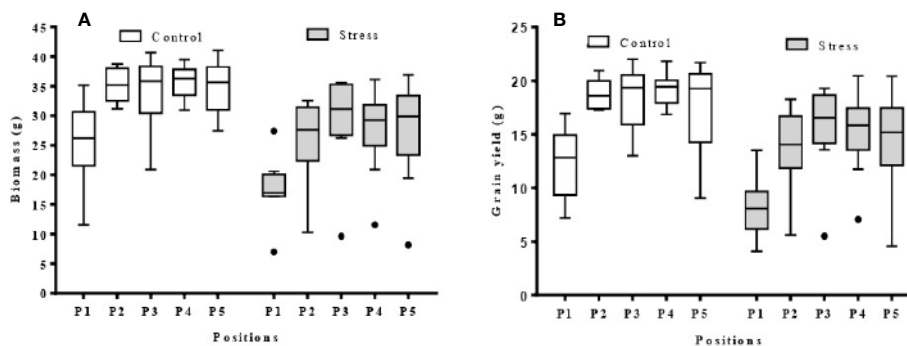 A
Control
Stress
Biomass (g)
45
40
35
30
25
20
15
10
5
0
P1 P2 P3 P4 P5 P1 P2 P3 P4 P5
Positions
B
Control
Stress
Grain yield (g)
25
20
15
10
5
0
P1 P2 P3 P4 P5 P1 P2 P3 P4 P5
Positions